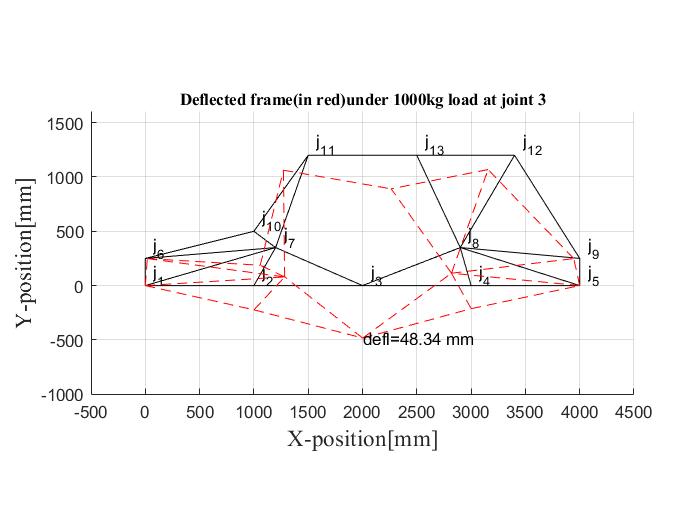 Deflected frame(in red)under 1000kg load at joint 3
1500
1000
500
0
-500
-1000
Y-position[mm]
j11
j13
j12
j10
j7
j8
j6
j9
j1
j2
j3
j4
j5
defl=48.34 mm
-500 0 500 1000 1500 2000 2500 3000 3500 4000 4500
X-position[mm]